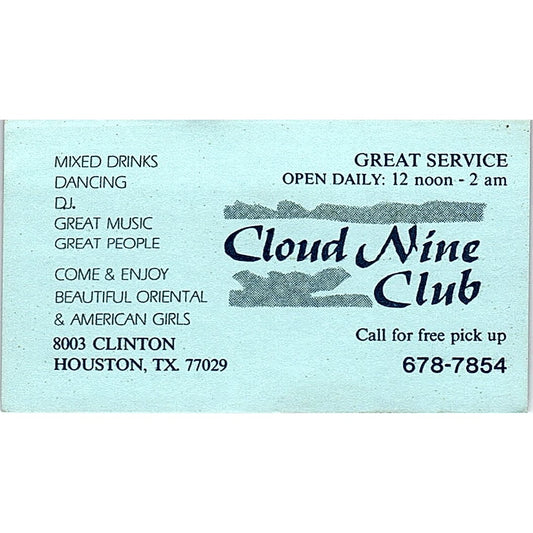 MIXED DRINKS
DANCING
D.J.
GREAT MUSIC
GREAT PEOPLE
COME & ENJOY
BEAUTIFUL ORIENTAL
& AMERICAN GIRLS
8003 CLINTON
HOUSTON, TX. 77029
GREAT SERVICE
OPEN DAILY: 12 noon - 2 am
Cloud Nine
Club
Call for free pick up
678-7854